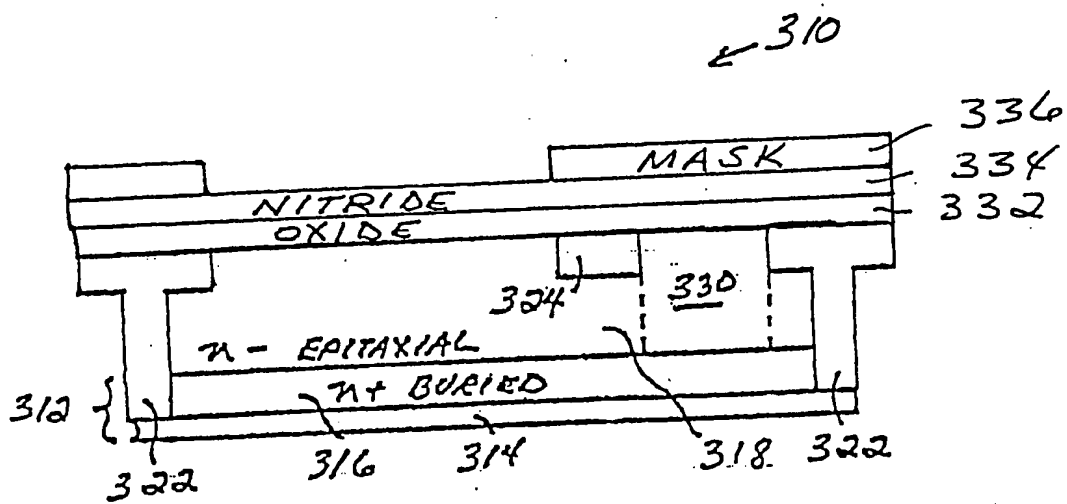 310
336
MASK
334
NITRIDE
332
OXIDE
324
330
n - EPITAXIAL
n+ BURIED
312
322
316
314
318
322